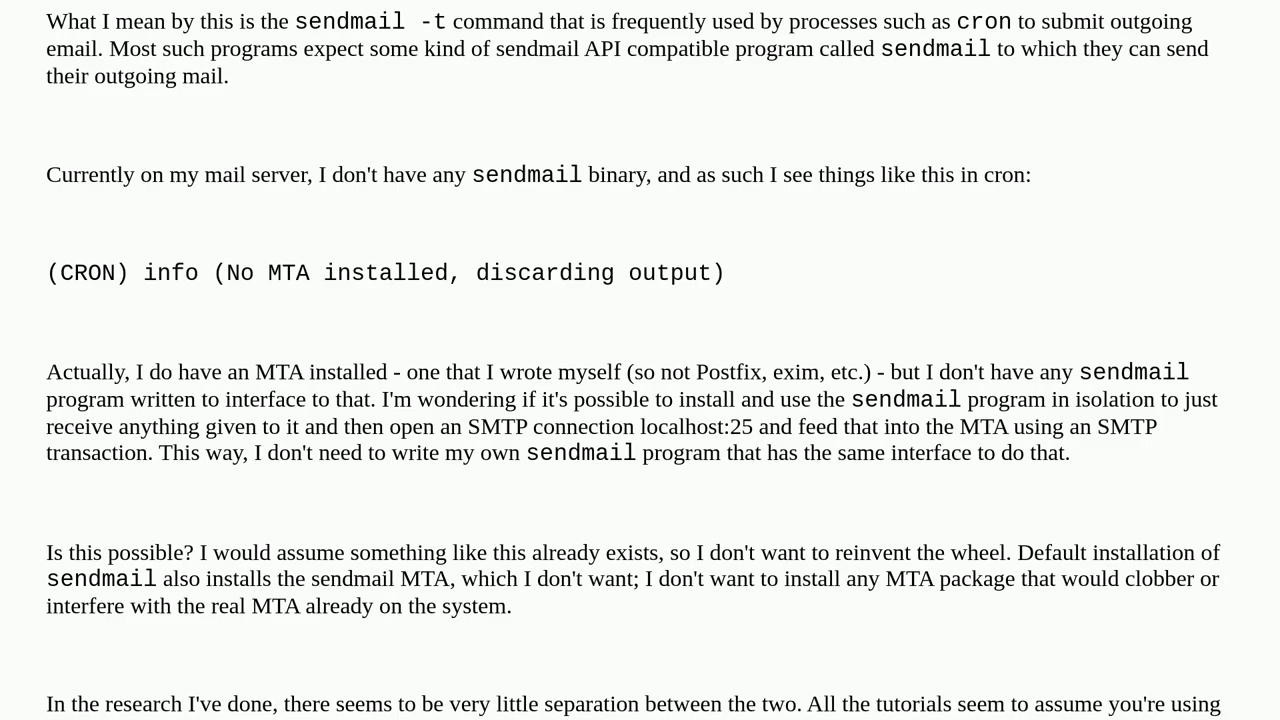 What I mean by this is the sendmail -t command that is frequently used by processes such as cron to submit outgoing
email. Most such programs expect some kind of sendmail API compatible program called sendmail to which they can send
their outgoing mail.
Currently on my mail server, I don't have any sendmail binary, and as such I see things like this in cron:
(CRON) info (No MTA installed, discarding output)
Actually, I do have an MTA installed - one that I wrote myself (so not Postfix, exim, etc.) - but I don't have any sendmail
program written to interface to that. I'm wondering if it's possible to install and use the sendmail program in isolation to just
receive anything given to it and then open an SMTP connection localhost:25 and feed that into the MTA using an SMTP
transaction. This way, I don't need to write my own sendmail program that has the same interface to do that.
Is this possible? I would assume something like this already exists, so I don't want to reinvent the wheel. Default installation of
sendmail also installs the sendmail MTA, which I don't want; I don't want to install any MTA package that would clobber or
interfere with the real MTA already on the system.
In the research I've done, there seems to be very little separation between the two. All the tutorials seem to assume you're using